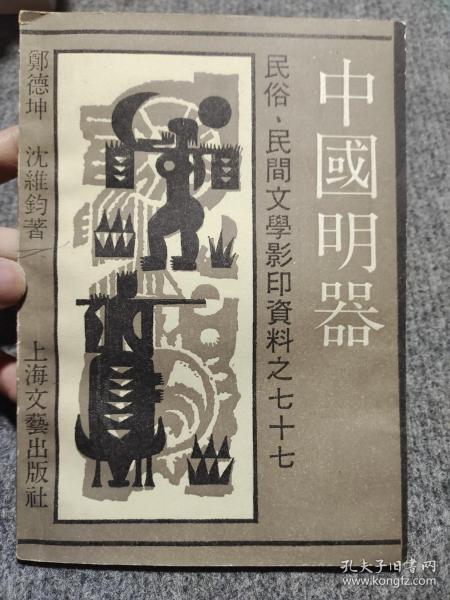 中國明器
民俗、民間文學影印資料之七十七
鄭德坤 沈維鈞著
上海文藝出版社
孔夫子旧书网
www.kongfz.com